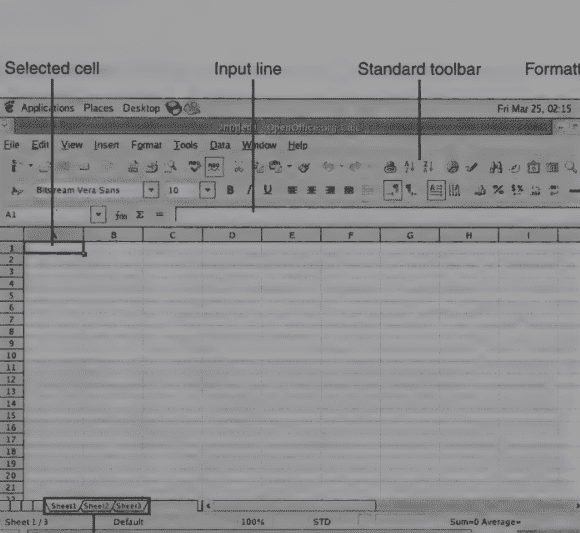 Selected cell Input line Standard toolbar Formatt
Applications Places Desktop Fri Mar 25, 02:15
File Edit View Insert Format Tools Data Window Help
Bitstream Vera Sans 10 B I U
A1 Σ =
A B C D E F G H I
1
2
3
4
5
6
7
8
9
10
11
12
13
14
15
16
17
18
19
20
21
Sheet1 Sheet2 Sheet3
Sheet 1 / 3 Default 100% STD Sum=0 Average=